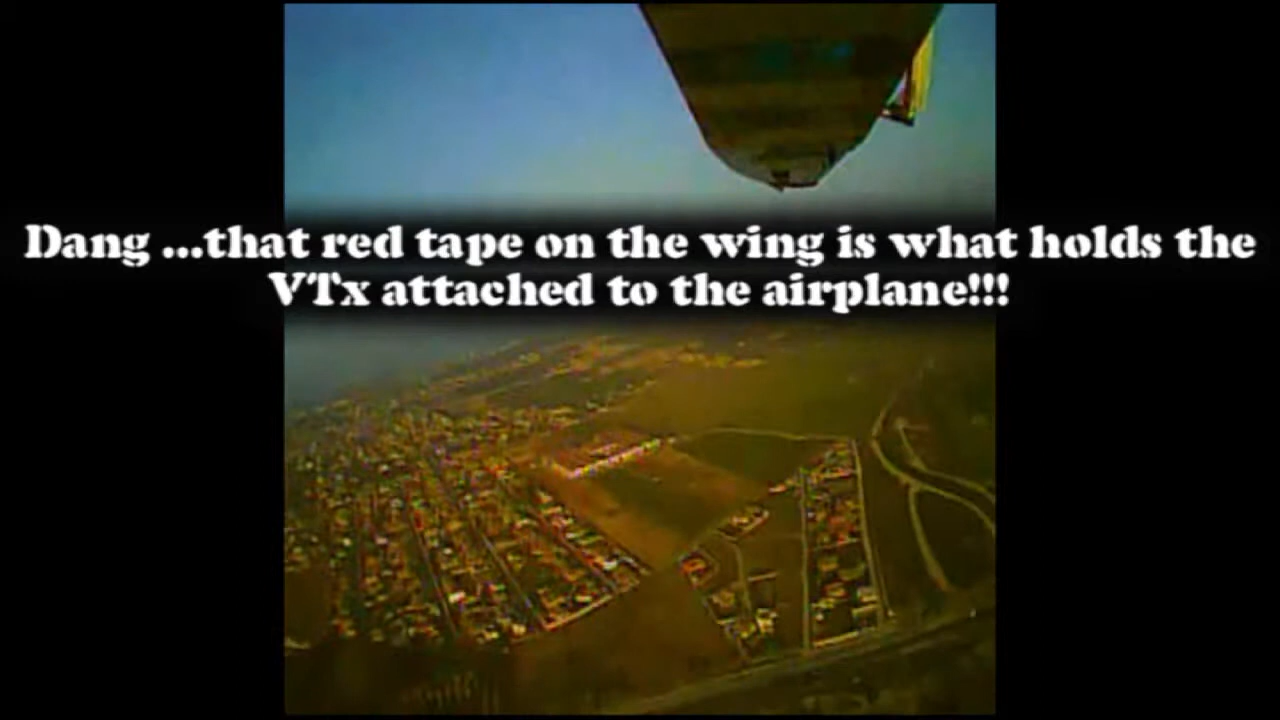 Dang ...that red tape on the wing is what holds the
VTx attached to the airplane!!!